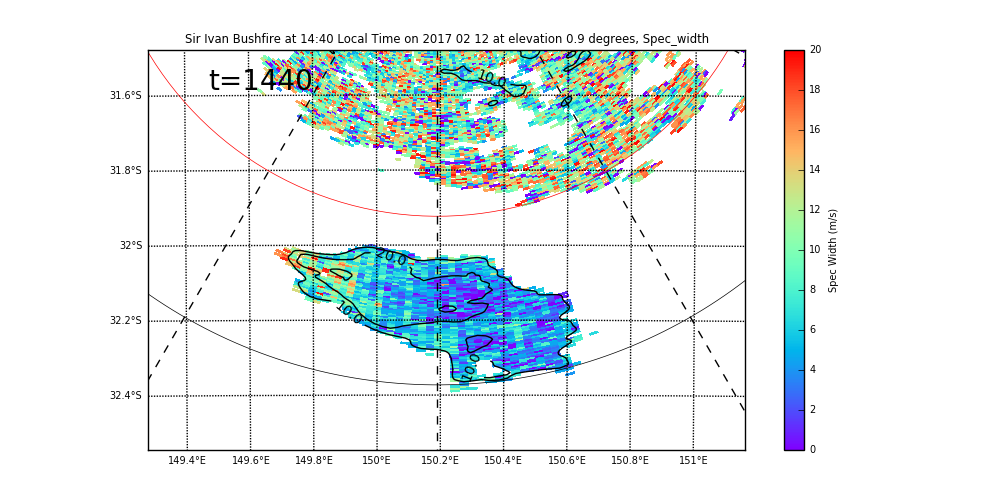 Sir Ivan Bushfire at 14:40 Local Time on 2017 02 12 at elevation 0.9 degrees, Spec_width
t=1440
10.0
20.0
10.0
10.0
31.6°S
31.8°S
32°S
32.2°S
32.4°S
149.4°E 149.6°E 149.8°E 150°E 150.2°E 150.4°E 150.6°E 150.8°E 151°E
20
18
16
14
12
10
8
6
4
2
0
Spec Width (m/s)